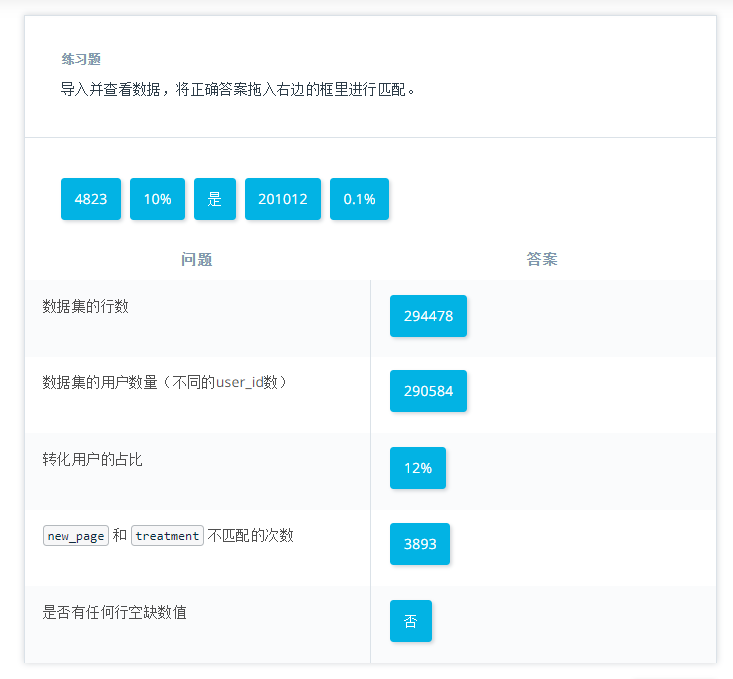 练习题
导入并查看数据，将正确答案拖入右边的框里进行匹配。
4823 10% 是 201012 0.1%
问题 答案
数据集的行数 294478
数据集的用户数量（不同的user_id数） 290584
转化用户的占比 12%
new_page 和 treatment 不匹配的次数 3893
是否有任何行空缺数值 否